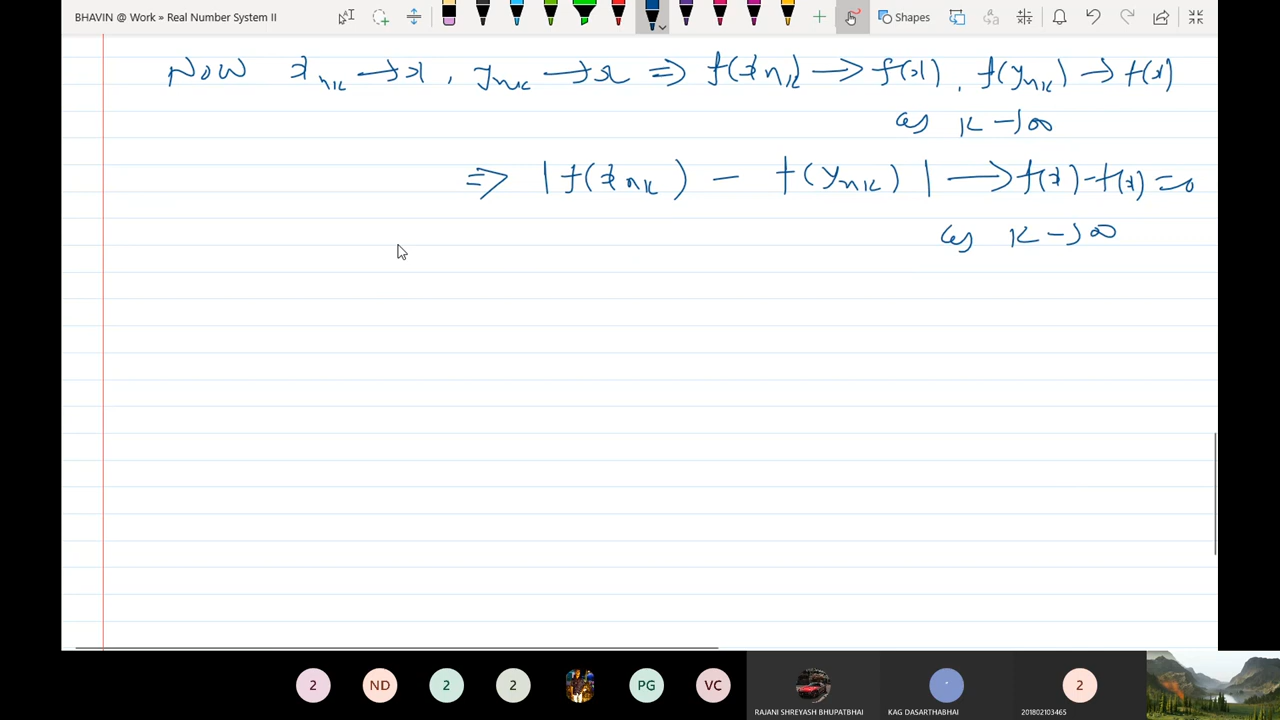 BHAVIN @ Work » Real Number System II
Shapes
Now x_{n_k} → x, y_{n_k} → x ⇒ f(x_{n_k}) → f(x), f(y_{n_k}) → f(x)
as k → ∞
⇒ |f(x_{n_k}) - f(y_{n_k})| → f(x) - f(x) = 0
as k → ∞
2 ND 2 2 PG VC 2
RAJANI SHREYASH BHUPATBHAI KAG DASARTHABHAI 201802103465